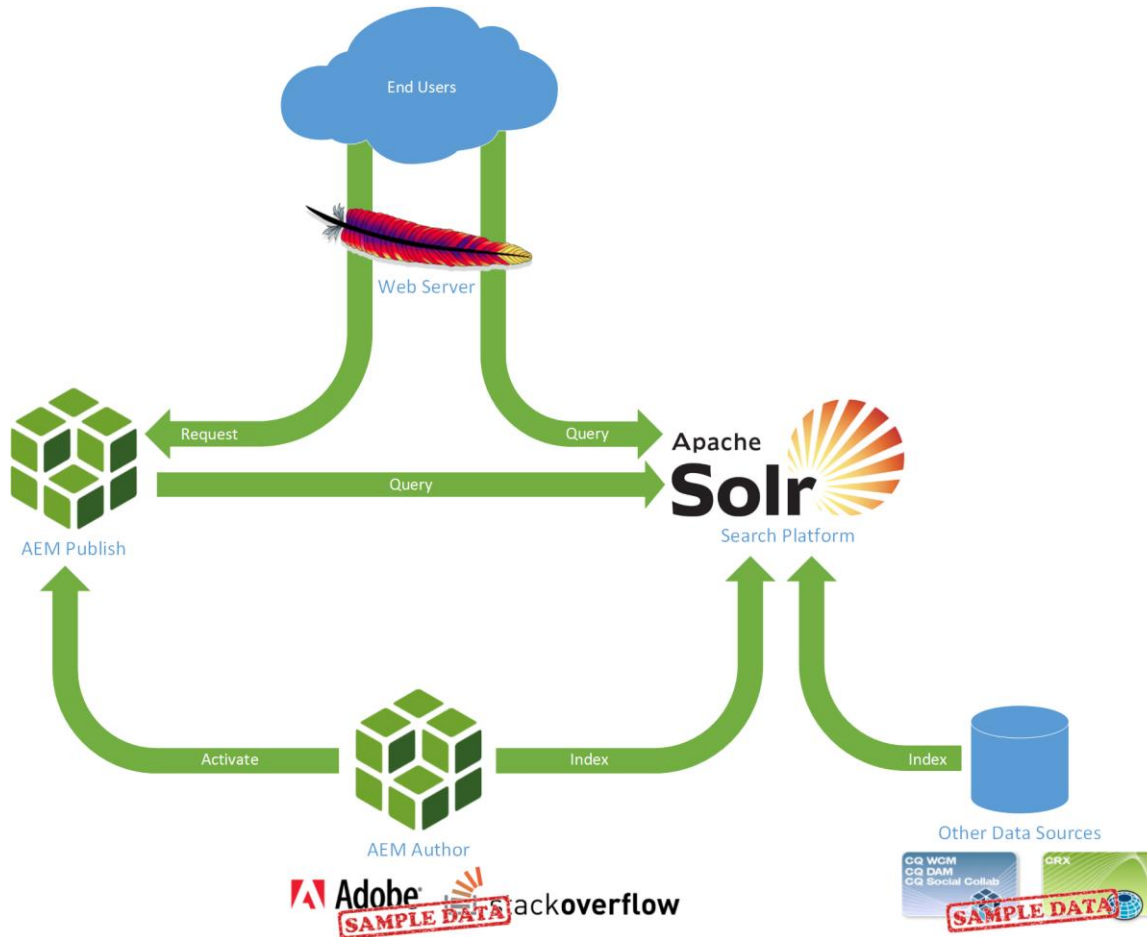 End Users
Web Server
Request
Query
Apache
Solr
Query
AEM Publish
Search Platform
Activate
Index
Index
AEM Author
Other Data Sources
Adobe
stackoverflow
SAMPLE DATA
CQ WCM
CQ DAM
CQ Social Collab
CRX
SAMPLE DATA